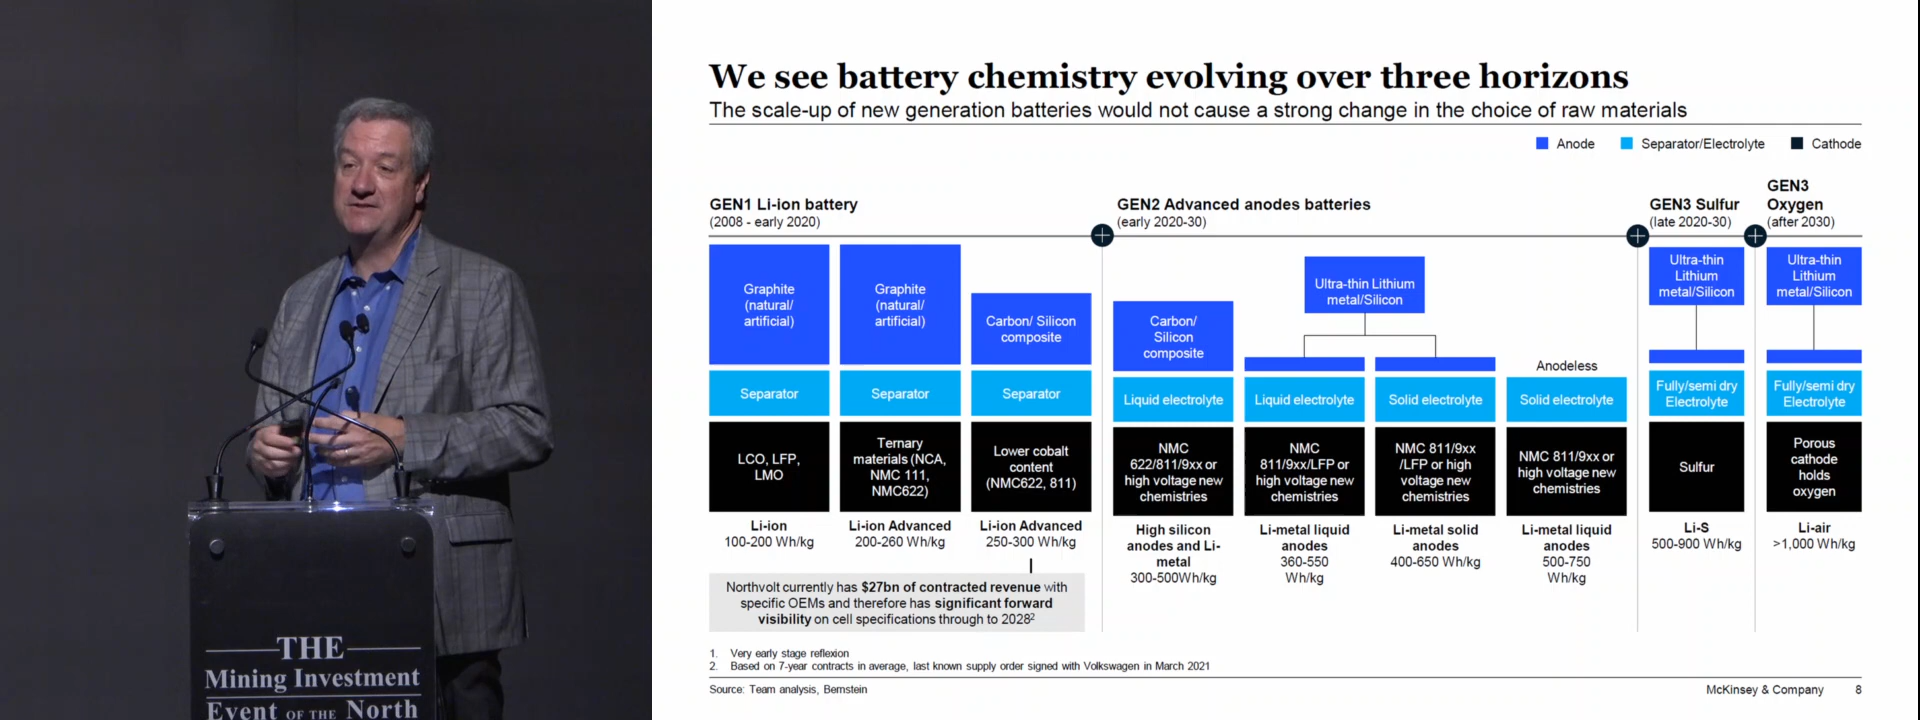 THE
Mining Investment
Event OF THE North
We see battery chemistry evolving over three horizons
The scale-up of new generation batteries would not cause a strong change in the choice of raw materials
Anode
Separator/Electrolyte
Cathode
GEN1 Li-ion battery
(2008 - early 2020)
Graphite
(natural/
artificial)
Separator
LCO, LFP,
LMO
Li-ion
100-200 Wh/kg
Graphite
(natural/
artificial)
Separator
Ternary
materials (NCA,
NMC 111,
NMC622)
Li-ion Advanced
200-260 Wh/kg
Carbon/ Silicon
composite
Separator
Lower cobalt
content
(NMC622, 811)
Li-ion Advanced
250-300 Wh/kg
Northvolt currently has $27bn of contracted revenue with
specific OEMs and therefore has significant forward
visibility on cell specifications through to 2028²
GEN2 Advanced anodes batteries
(early 2020-30)
Carbon/
Silicon
composite
Liquid electrolyte
NMC
622/811/9xx or
high voltage new
chemistries
High silicon
anodes and Li-
metal
300-500Wh/kg
Ultra-thin Lithium
metal/Silicon
Liquid electrolyte
NMC
811/9xx/LFP or
high voltage new
chemistries
Li-metal liquid
anodes
360-550
Wh/kg
Solid electrolyte
NMC 811/9xx
/LFP or high
voltage new
chemistries
Li-metal solid
anodes
400-650 Wh/kg
Anodeless
Solid electrolyte
NMC 811/9xx or
high voltage new
chemistries
Li-metal liquid
anodes
500-750
Wh/kg
GEN3 Sulfur
(late 2020-30)
Ultra-thin
Lithium
metal/Silicon
Fully/semi dry
Electrolyte
Sulfur
Li-S
500-900 Wh/kg
GEN3
Oxygen
(after 2030)
Ultra-thin
Lithium
metal/Silicon
Fully/semi dry
Electrolyte
Porous
cathode
holds
oxygen
Li-air
>1,000 Wh/kg
1. Very early stage reflexion
2. Based on 7-year contracts in average, last known supply order signed with Volkswagen in March 2021
Source: Team analysis, Bernstein
McKinsey & Company 8